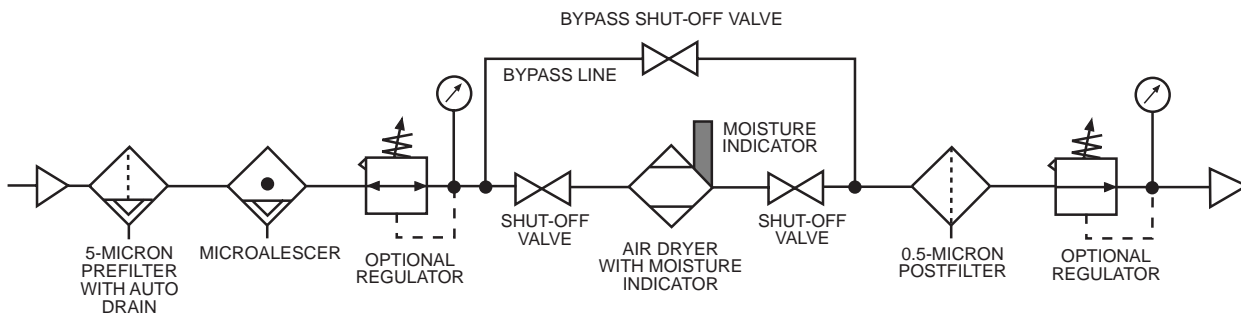 BYPASS SHUT-OFF VALVE
BYPASS LINE
MOISTURE
INDICATOR
5-MICRON
PREFILTER
WITH AUTO
DRAIN
MICROALESCER
OPTIONAL
REGULATOR
SHUT-OFF
VALVE
AIR DRYER
WITH MOISTURE
INDICATOR
SHUT-OFF
VALVE
0.5-MICRON
POSTFILTER
OPTIONAL
REGULATOR